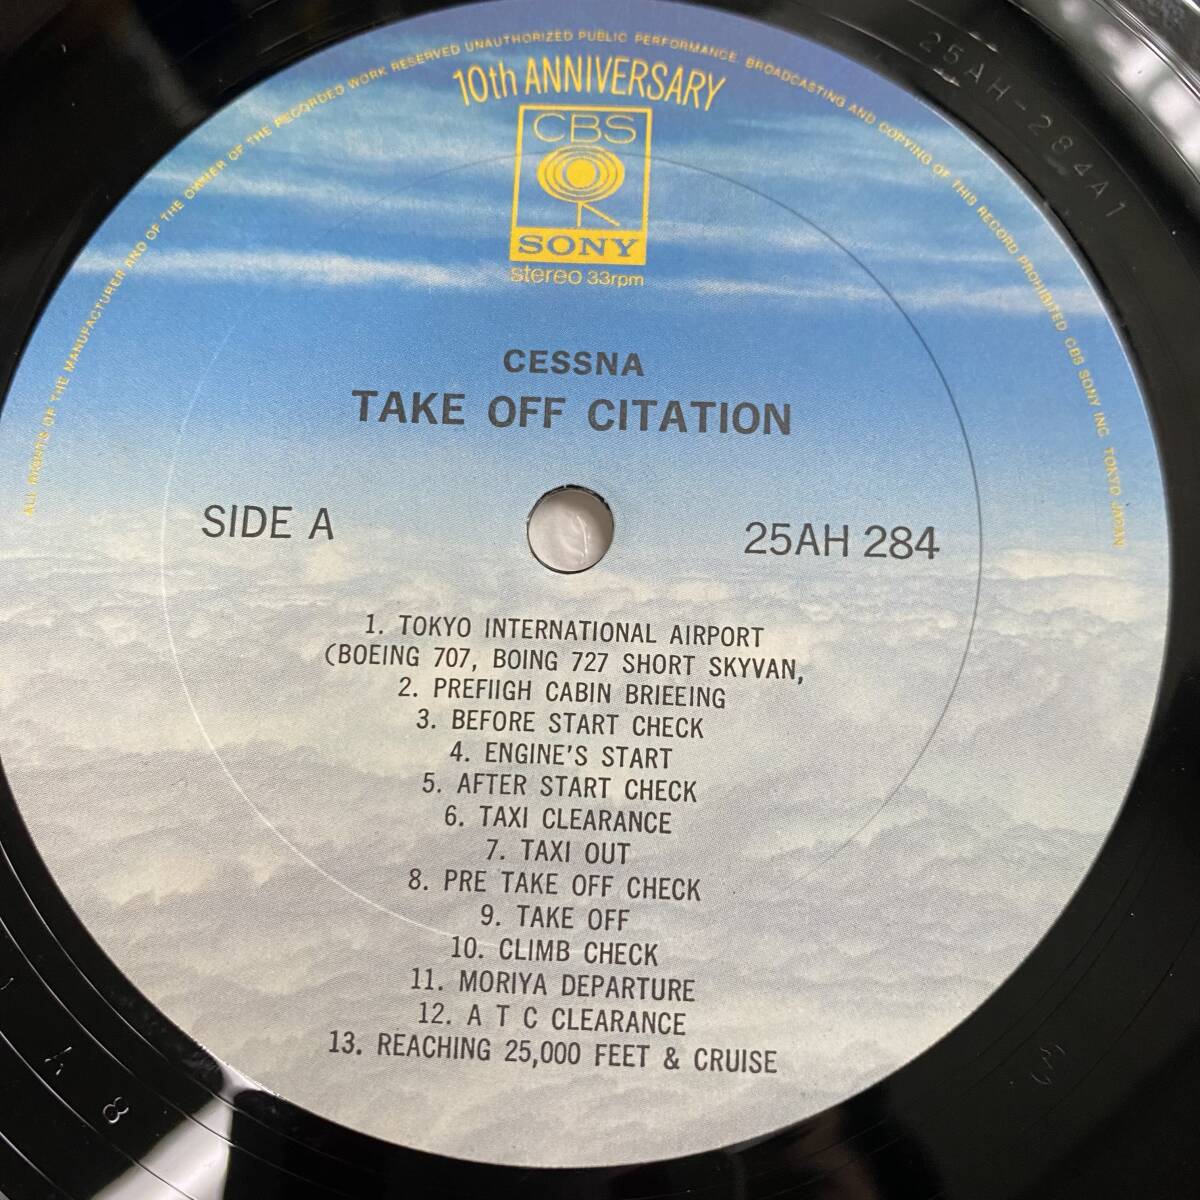 ALL RIGHTS OF THE MANUFACTURER AND OF THE OWNER OF THE RECORDED WORK RESERVED UNAUTHORIZED PUBLIC PERFORMANCE BROADCASTING AND COPYING OF THIS RECORD PROHIBITED CBS SONY INC. TOKYO JAPAN
10th ANNIVERSARY
CBS
SONY
stereo 33rpm
25AH-284A1
CESSNA
TAKE OFF CITATION
SIDE A
25AH 284
1. TOKYO INTERNATIONAL AIRPORT
(BOEING 707, BOING 727 SHORT SKYVAN,
2. PREFIIGH CABIN BRIEEING
3. BEFORE START CHECK
4. ENGINE'S START
5. AFTER START CHECK
6. TAXI CLEARANCE
7. TAXI OUT
8. PRE TAKE OFF CHECK
9. TAKE OFF
10. CLIMB CHECK
11. MORIYA DEPARTURE
12. A T C CLEARANCE
13. REACHING 25,000 FEET & CRUISE